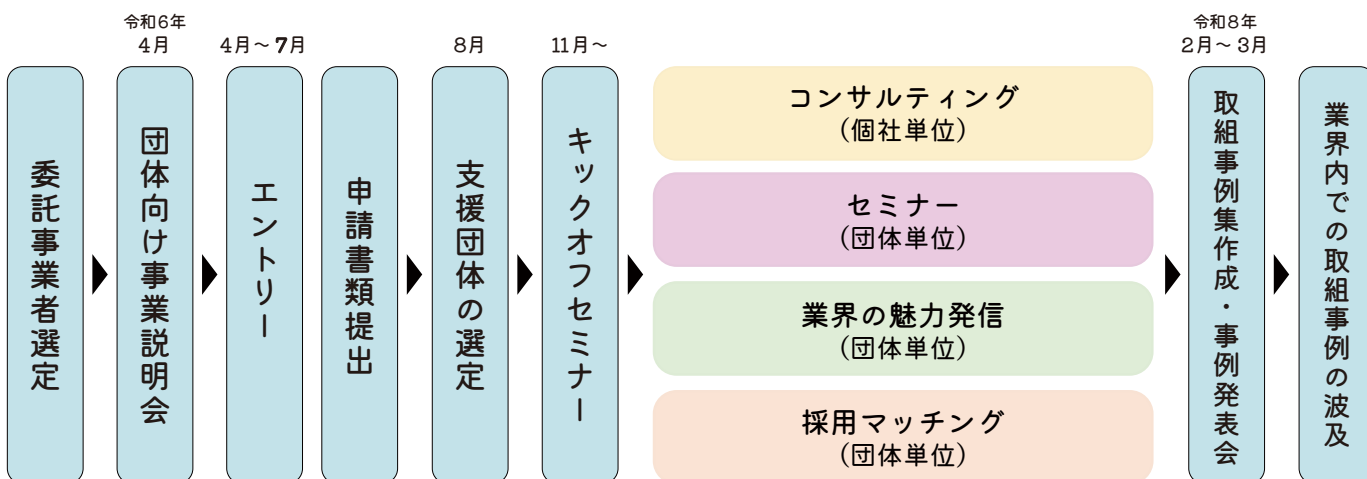 令和6年
4月
4月～7月
8月
11月～
令和8年
2月～3月
委託事業者選定
団体向け事業説明会
エントリー
申請書類提出
支援団体の選定
キックオフセミナー
コンサルティング
（個社単位）
セミナー
（団体単位）
業界の魅力発信
（団体単位）
採用マッチング
（団体単位）
取組事例集作成・事例発表会
業界内での取組事例の波及